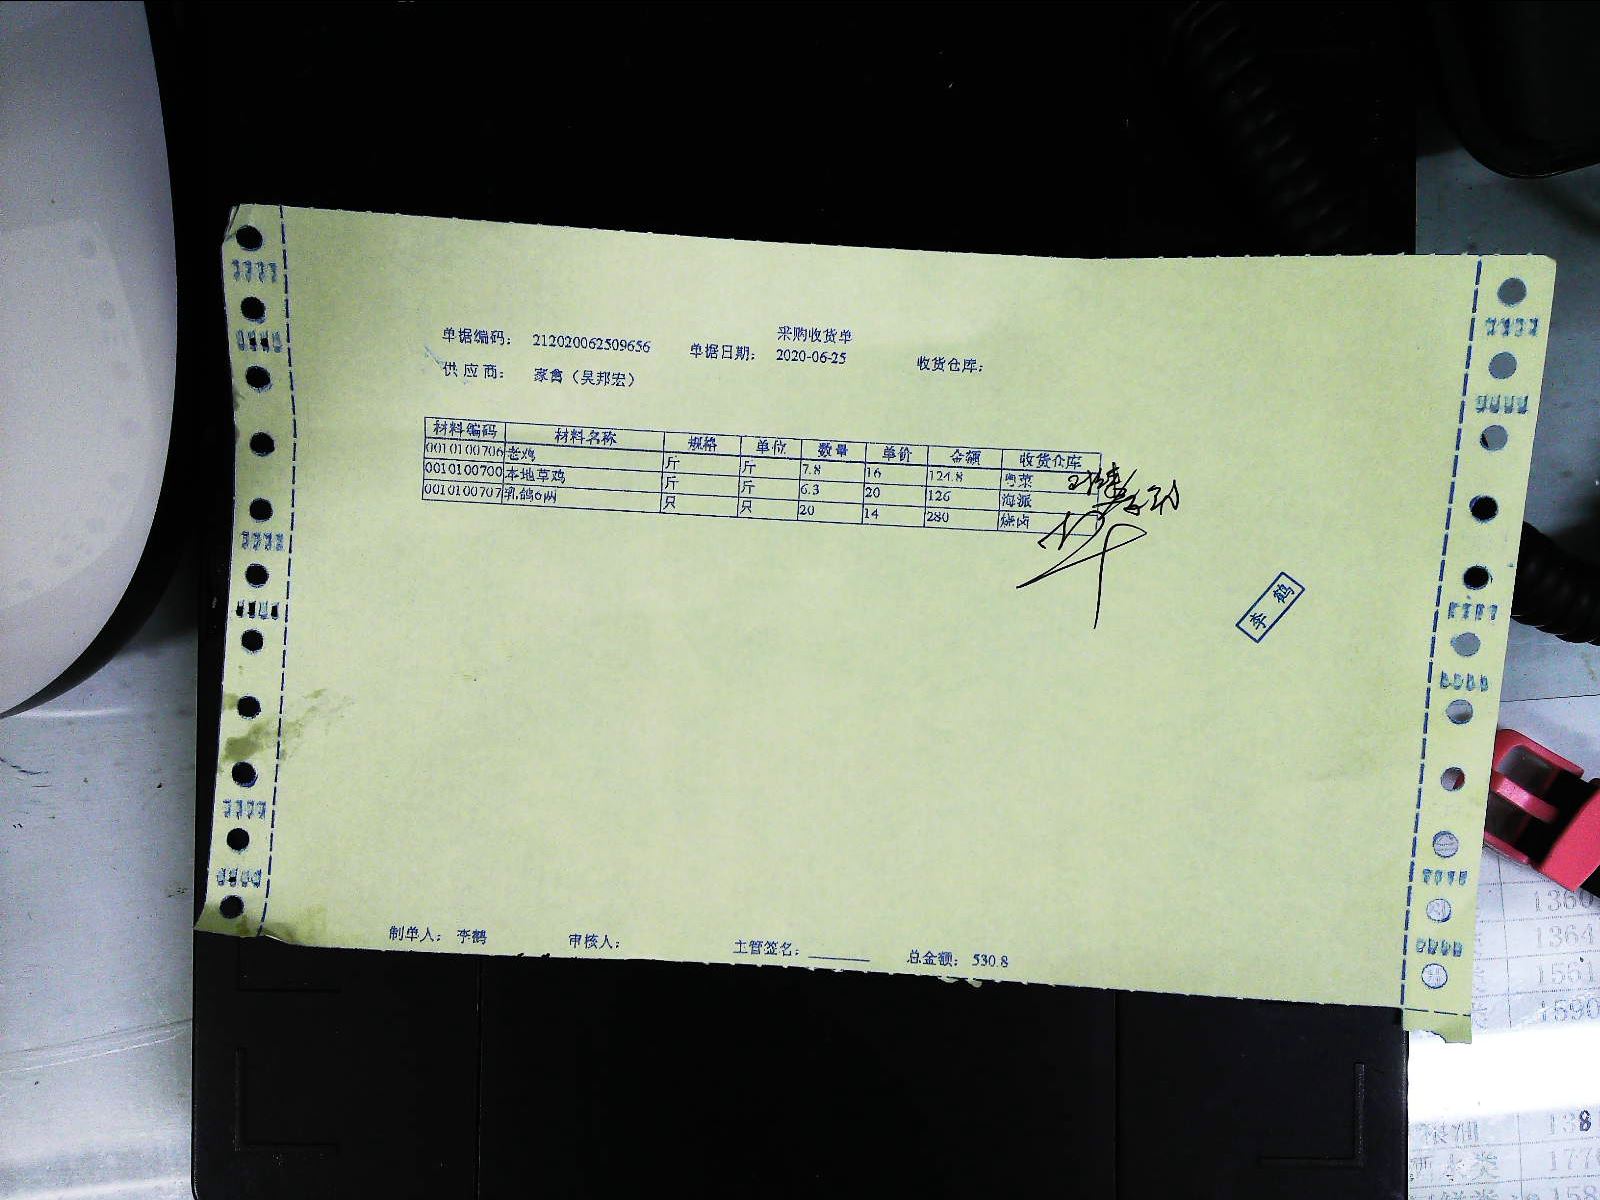 采购收货单
单据编码： 212020062509656 单据日期： 2020-06-25 收货仓库：
供应商： 家禽（吴邦宏）
材料编码 材料名称 规格 单位 数量 单价 金额 收货仓库
0010100706 老鸡 斤 斤 7.8 16 124.8 粤菜
0010100700 本地草鸡 斤 斤 6.3 20 126 海派
0010100707 乳鸽6两 只 只 20 14 280 烧卤
李鹤
制单人： 李鹤 审核人： 主管签名： 总金额： 530.8
1364
1561
1590